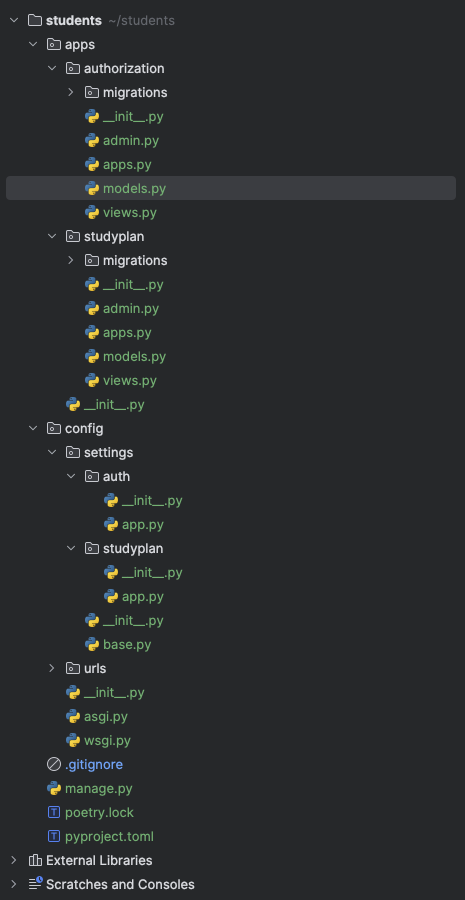 students ~/students
apps
authorization
migrations
__init__.py
admin.py
apps.py
models.py
views.py
studyplan
migrations
__init__.py
admin.py
apps.py
models.py
views.py
__init__.py
config
settings
auth
__init__.py
app.py
studyplan
__init__.py
app.py
__init__.py
base.py
urls
__init__.py
asgi.py
wsgi.py
.gitignore
manage.py
T poetry.lock
T pyproject.toml
External Libraries
Scratches and Consoles